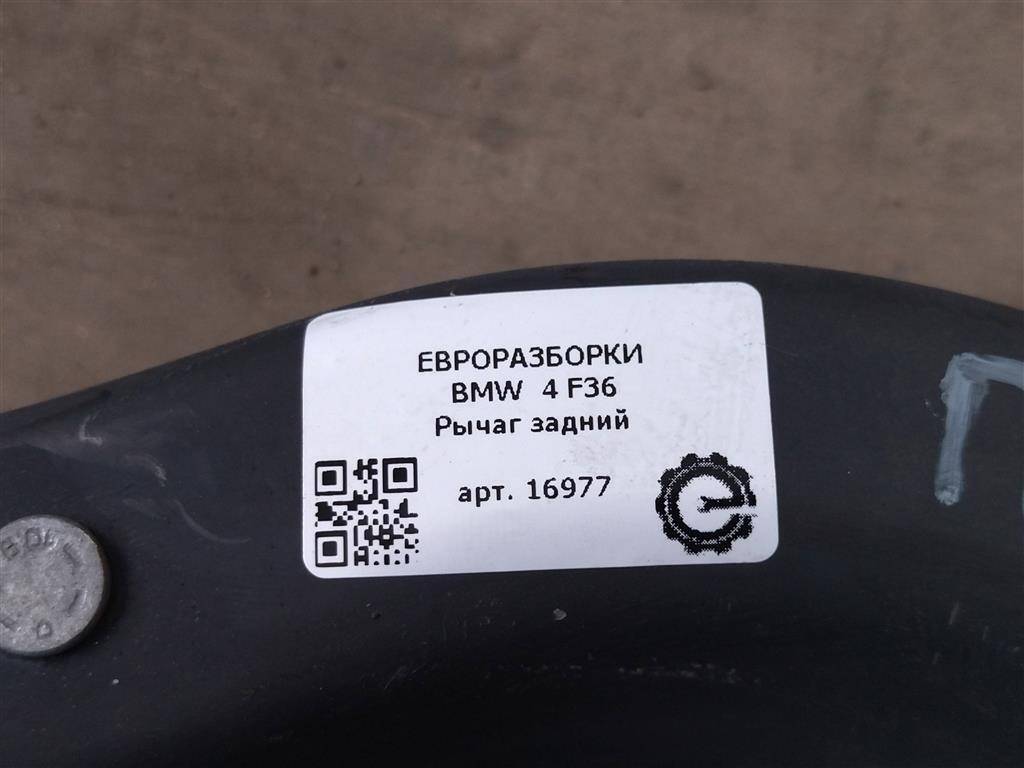 ЕВРОРАЗБОРКИ
BMW 4 F36
Рычаг задний
арт. 16977